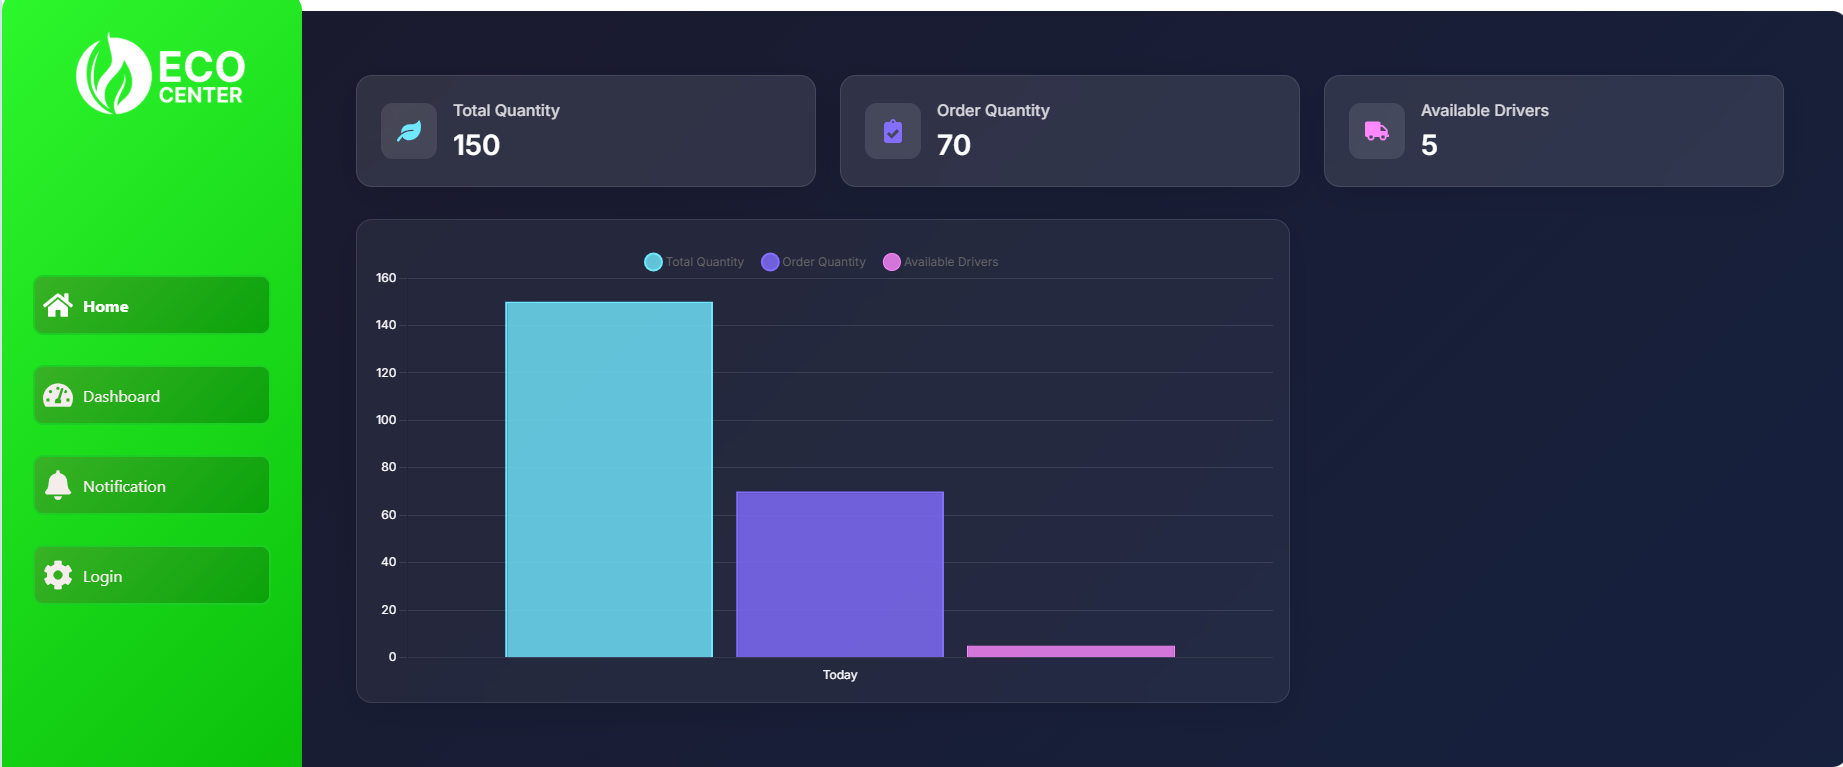 ECO
CENTER
Home
Dashboard
Notification
Login
Total Quantity
150
Order Quantity
70
Available Drivers
5
Total Quantity Order Quantity Available Drivers
160
140
120
100
80
60
40
20
0
Today